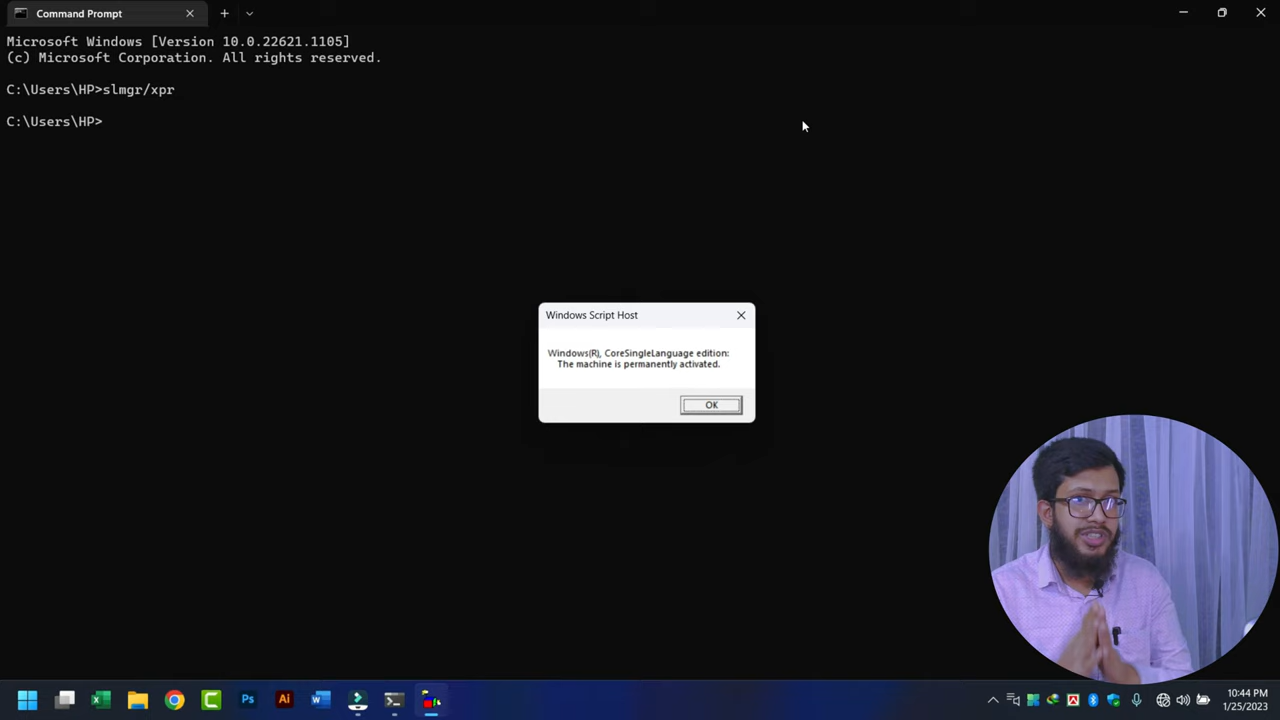 Command Prompt
Microsoft Windows [Version 10.0.22621.1105]
(c) Microsoft Corporation. All rights reserved.
C:\Users\HP>slmgr/xpr
C:\Users\HP>
Windows Script Host
Windows(R), CoreSingleLanguage edition:
The machine is permanently activated.
OK
Ps
Ai
10:44 PM
1/25/2023